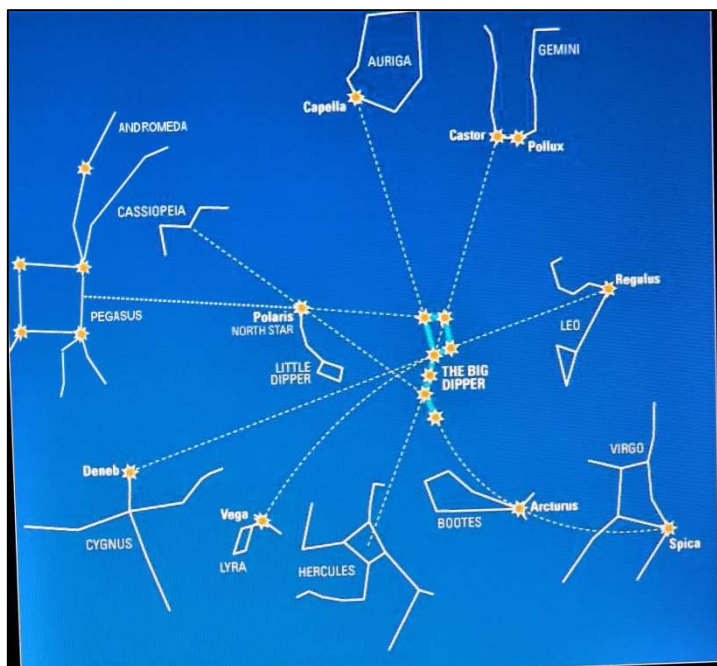 AURIGA
GEMINI
Capella
Castor
Pollux
ANDROMEDA
CASSIOPEIA
Regulus
PEGASUS
Polaris
NORTH STAR
LEO
LITTLE
DIPPER
THE BIG
DIPPER
VIRGO
Deneb
Vega
Arcturus
BOOTES
CYGNUS
LYRA
HERCULES
Spica